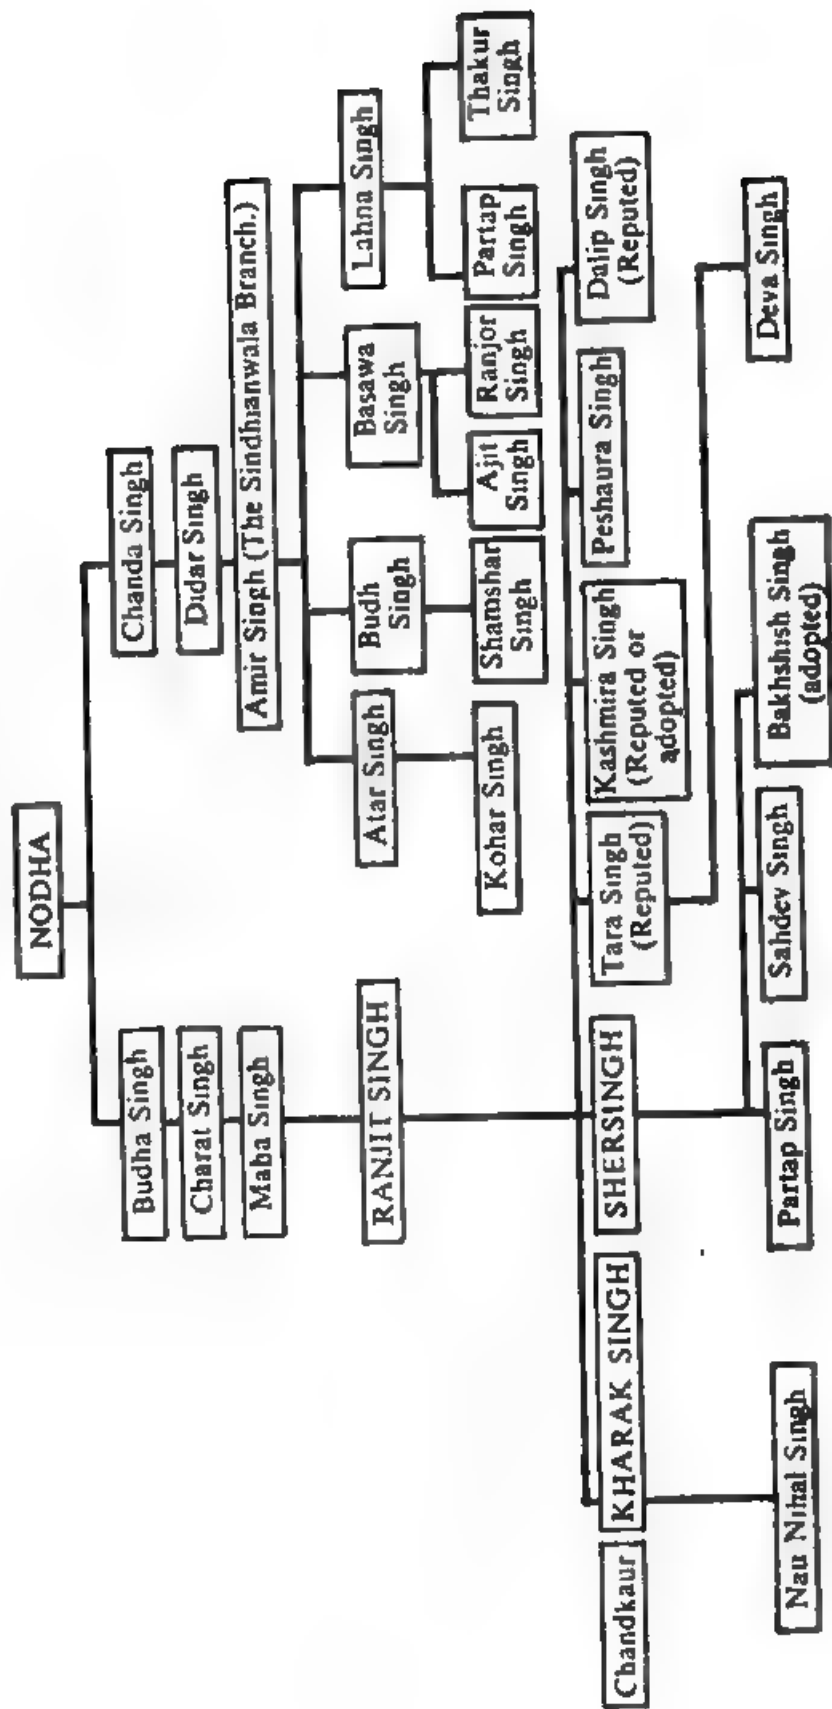 NODHA
Budha Singh
Chanda Singh
Charat Singh
Didar Singh
Maba Singh
Amir Singh (The Sindhianwala Branch.)
RANJIT SINGH
Atar Singh
Budh
Singh
Basawa
Singh
Lahna Singh
Kohar Singh
Shamshar
Singh
Ajit
Singh
Ranjor
Singh
Partap
Singh
Thakur
Singh
Chandkaur
KHARAK SINGH
SHERSINGH
Tara Singh
(Reputed)
Kashmira Singh
(Reputed or
adopted)
Peshaura Singh
Dalip Singh
(Reputed)
Nau Nihal Singh
Partap Singh
Sahdev Singh
Bakhshish Singh
(adopted)
Deva Singh